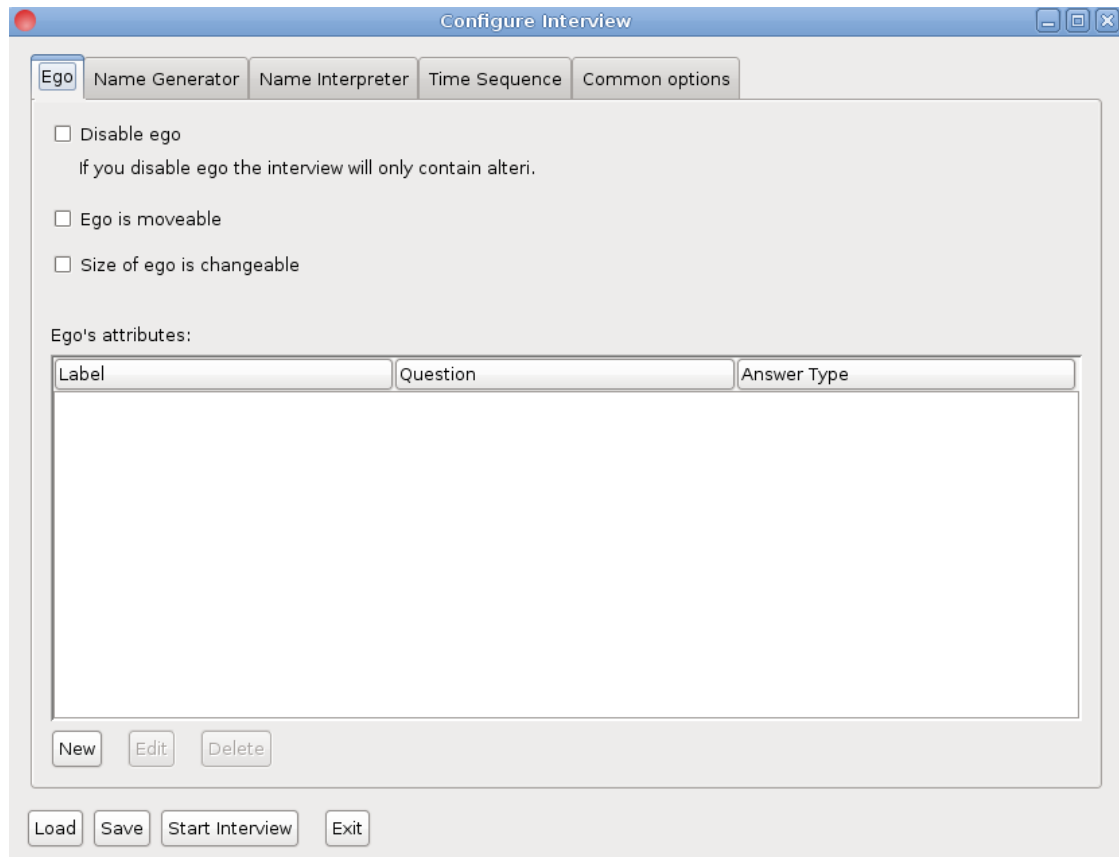 Configure Interview
Ego Name Generator Name Interpreter Time Sequence Common options
Disable ego
If you disable ego the interview will only contain alteri.
Ego is moveable
Size of ego is changeable
Ego's attributes:
Label Question Answer Type
New Edit Delete
Load Save Start Interview Exit